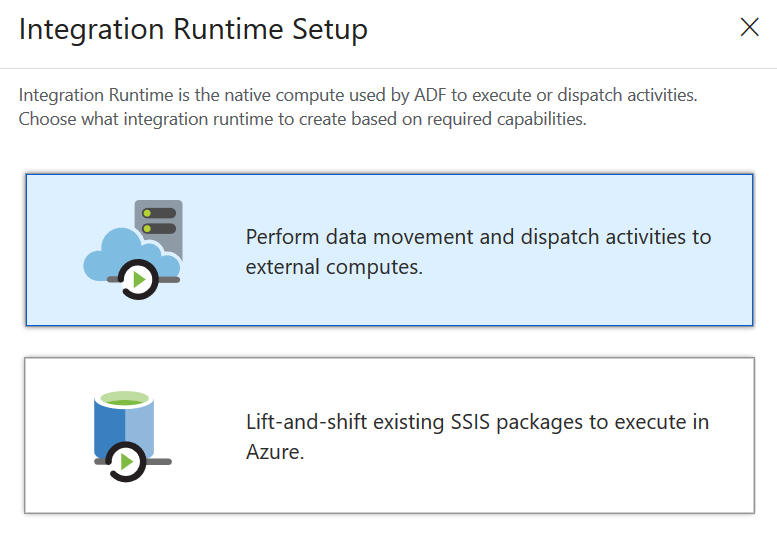 Integration Runtime Setup
Integration Runtime is the native compute used by ADF to execute or dispatch activities.
Choose what integration runtime to create based on required capabilities.
Perform data movement and dispatch activities to
external computes.
Lift-and-shift existing SSIS packages to execute in
Azure.